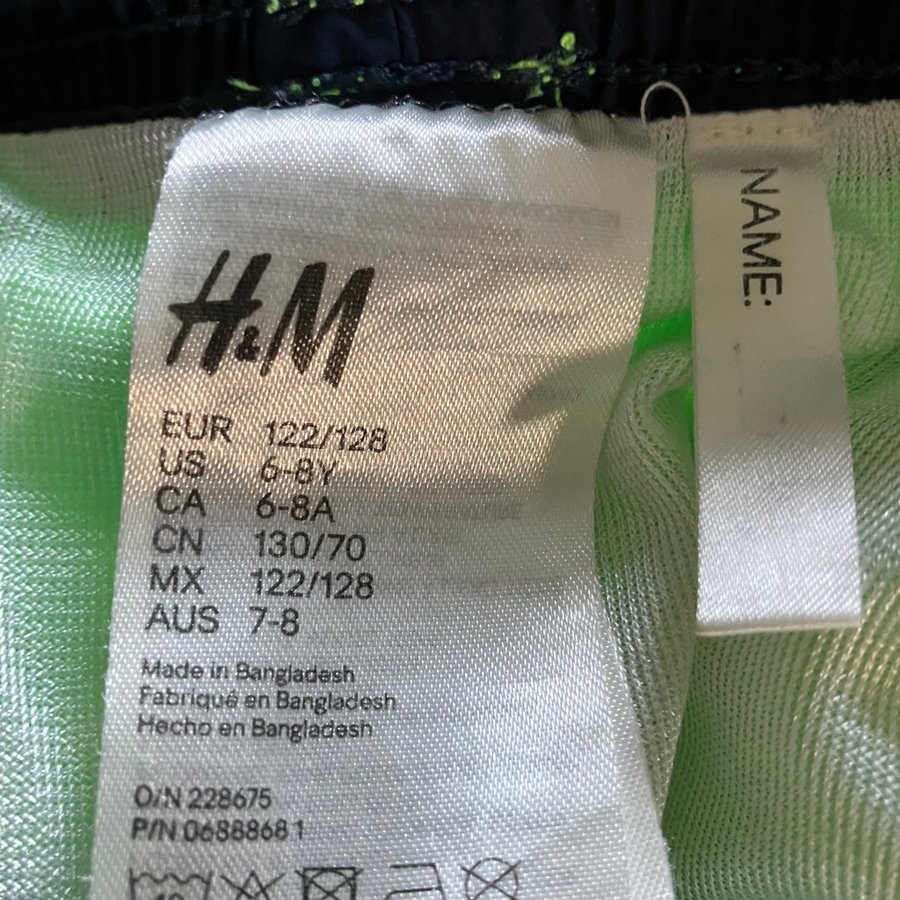 H&M
EUR 122/128
US 6-8Y
CA 6-8A
CN 130/70
MX 122/128
AUS 7-8
Made in Bangladesh
Fabriqué en Bangladesh
Hecho en Bangladesh
O/N 228675
P/N 0688868 1
NAME: